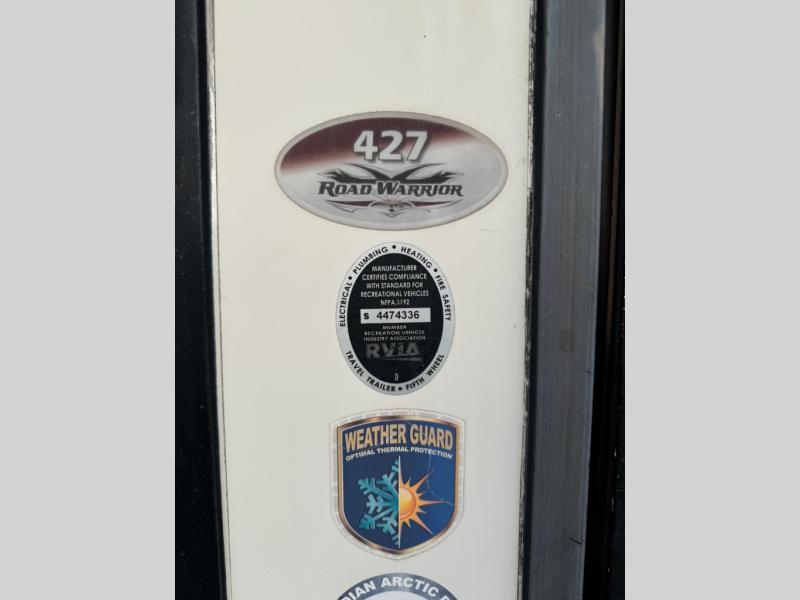 427
ROAD WARRIOR
ELECTRICAL • PLUMBING • HEATING • FIRE SAFETY
MANUFACTURER
CERTIFIES COMPLIANCE
WITH STANDARD FOR
RECREATIONAL VEHICLES
NFPA.1192
S 4474336
MEMBER
RECREATION VEHICLE
INDUSTRY ASSOCIATION
RVIA
D
TRAVEL TRAILER • FIFTH WHEEL
WEATHER GUARD
OPTIMAL THERMAL PROTECTION
ARCTIC